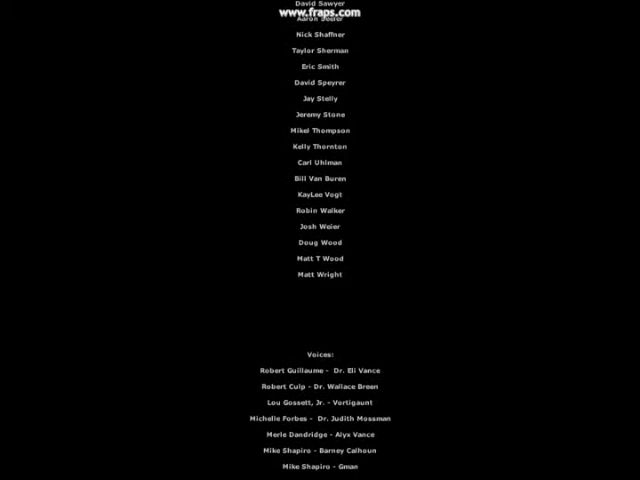 David Sawyer
www.fraps.com
Aaron Seeler
Nick Shaffner
Taylor Sherman
Eric Smith
David Speyrer
Jay Stelly
Jeremy Stone
Mikel Thompson
Kelly Thornton
Carl Uhlman
Bill Van Buren
KayLee Vogt
Robin Walker
Josh Weier
Doug Wood
Matt T Wood
Matt Wright
Voices:
Robert Guillaume - Dr. Eli Vance
Robert Culp - Dr. Wallace Breen
Lou Gossett, Jr. - Vortigaunt
Michelle Forbes - Dr. Judith Mossman
Merle Dandridge - Alyx Vance
Mike Shapiro - Barney Calhoun
Mike Shapiro - Gman